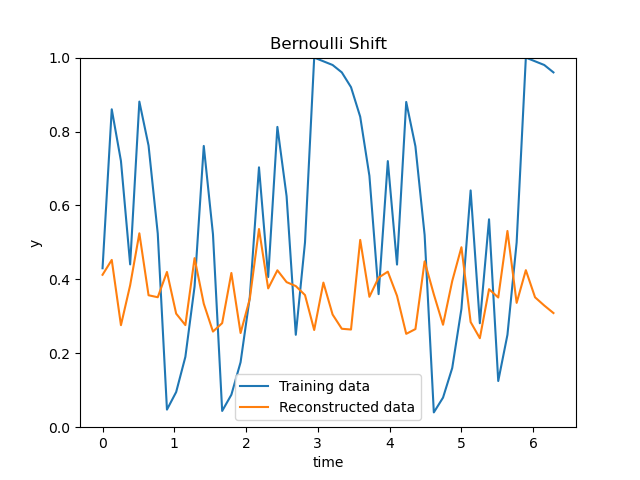 Bernoulli Shift
1.0
0.8
0.6
0.4
0.2
0.0
y
0 1 2 3 4 5 6
time
Training data
Reconstructed data